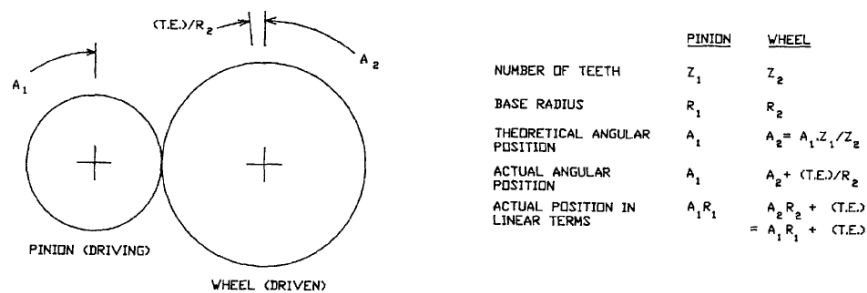 (T.E.)/R₂
A₁
A₂
PINION (DRIVING)
WHEEL (DRIVEN)
PINION WHEEL
NUMBER OF TEETH Z₁ Z₂
BASE RADIUS R₁ R₂
THEORETICAL ANGULAR A₁ A₂= A₁.Z₁/Z₂
POSITION
ACTUAL ANGULAR A₁ A₂+ (T.E.)/R₂
POSITION
ACTUAL POSITION IN A₁R₁ A₂R₂ + (T.E.)
LINEAR TERMS = A₁R₁ + (T.E.)